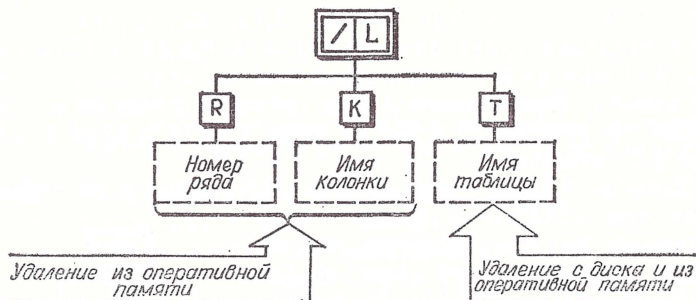 / L
R K T
Номер
ряда
Имя
колонки
Имя
таблицы
Удаление из оперативной
памяти
Удаление с диска и из
оперативной памяти